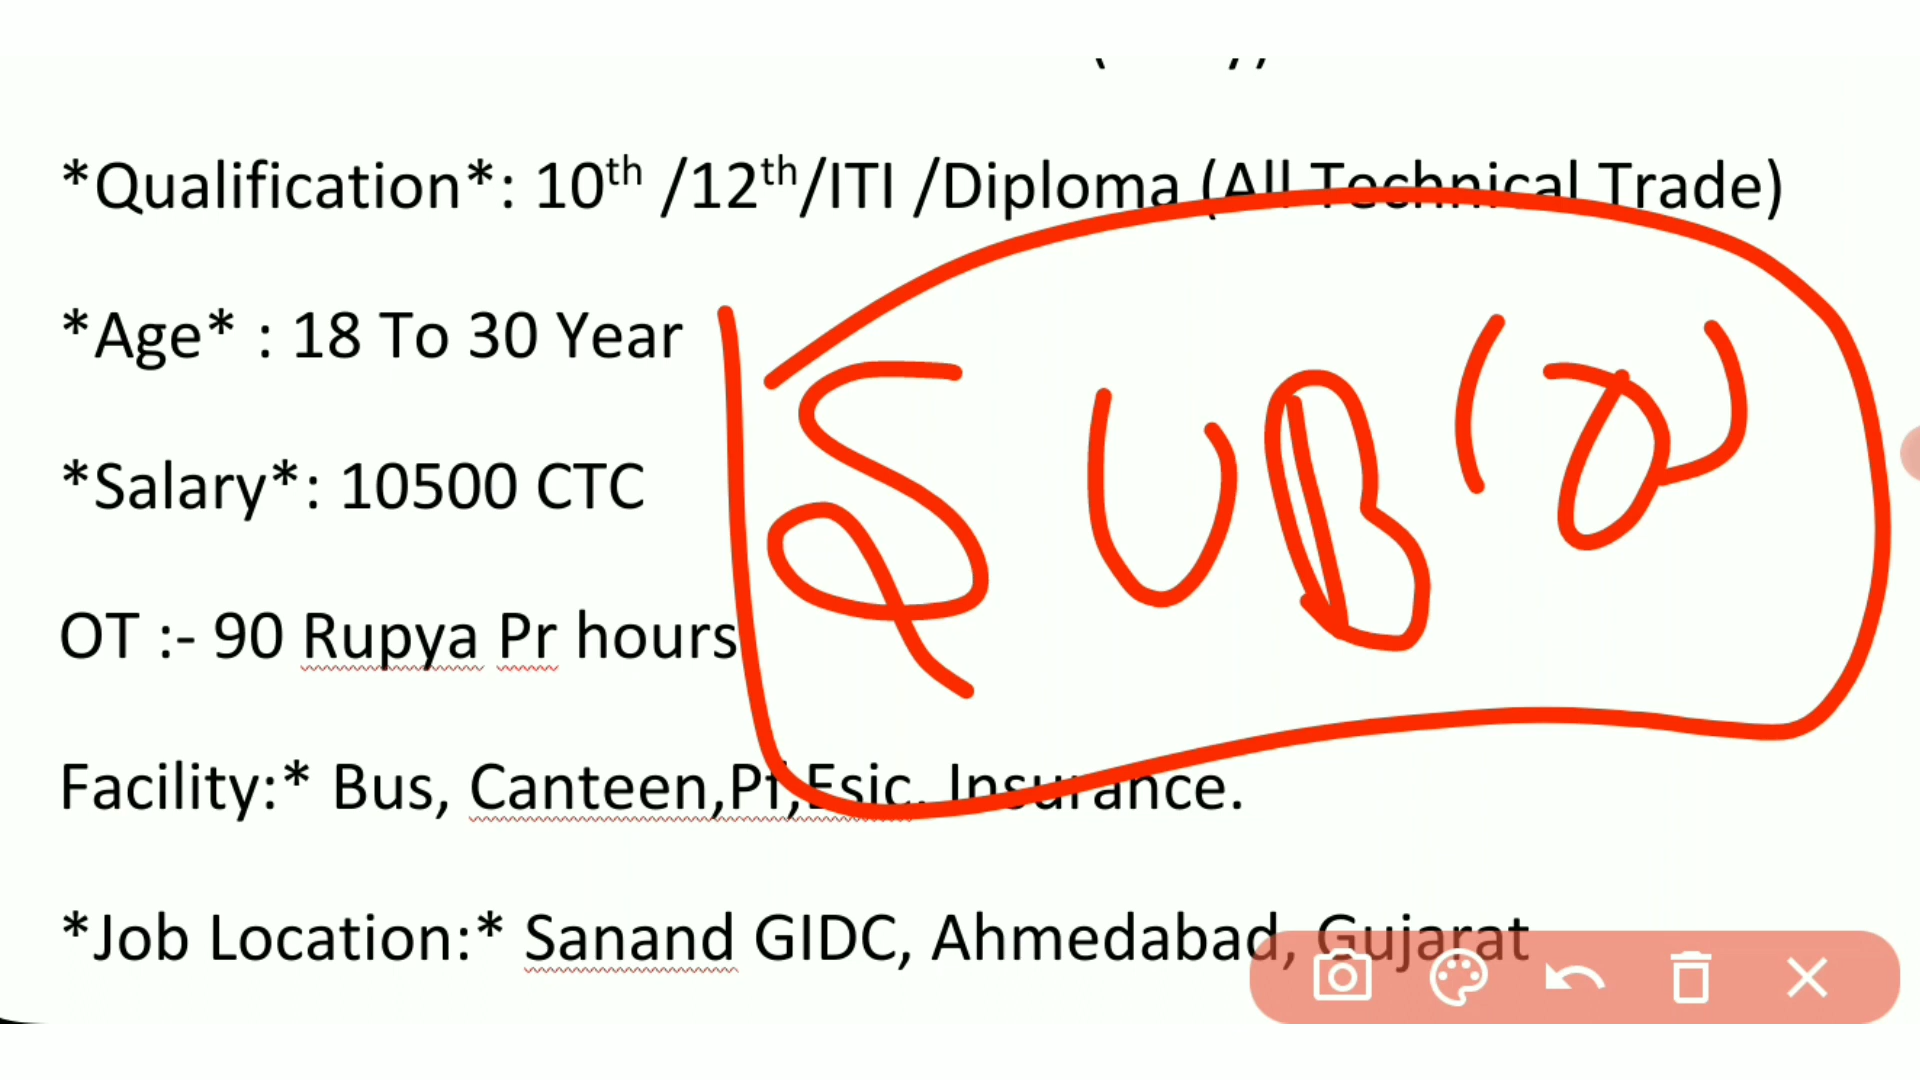 *Qualification*: 10th /12th/ITI /Diploma (All Technical Trade)
*Age* : 18 To 30 Year
*Salary*: 10500 CTC
SUB
OT :- 90 Rupya Pr hours
Facility:* Bus, Canteen,Pf,Esic, Insurance.
*Job Location:* Sanand GIDC, Ahmedabad, Gujarat